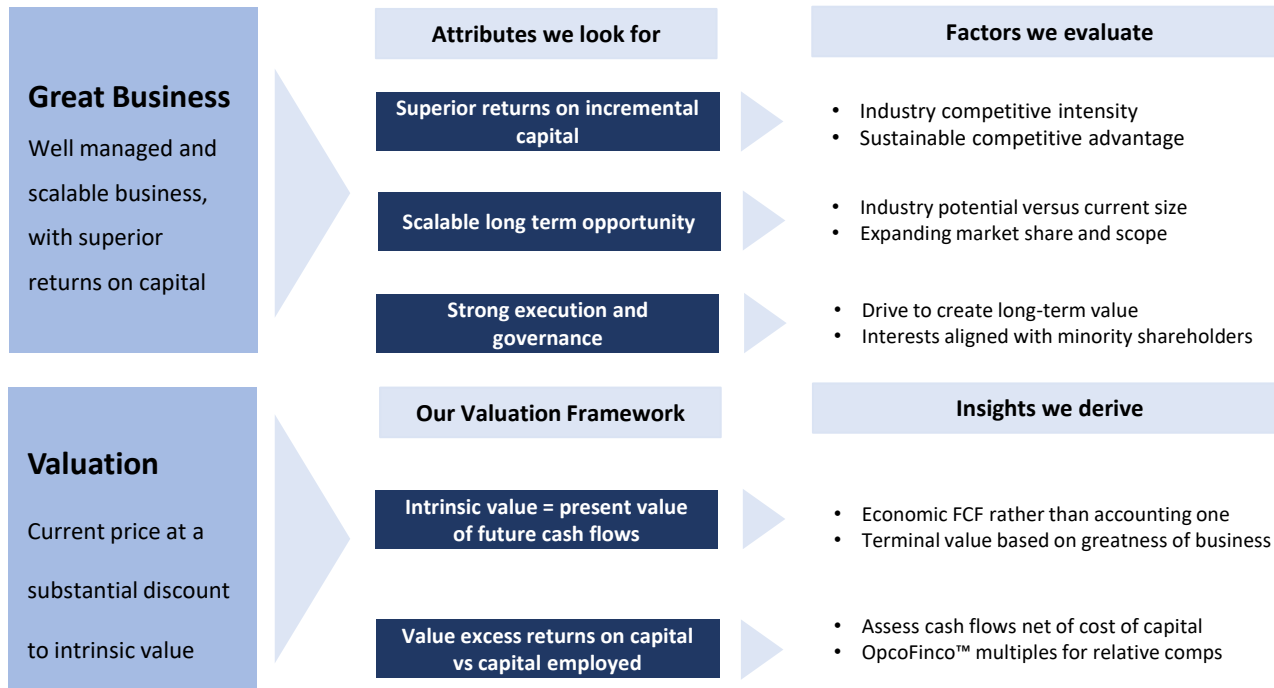 Great Business
Well managed and
scalable business,
with superior
returns on capital
Attributes we look for
Factors we evaluate
Superior returns on incremental
capital
• Industry competitive intensity
• Sustainable competitive advantage
Scalable long term opportunity
• Industry potential versus current size
• Expanding market share and scope
Strong execution and
governance
• Drive to create long-term value
• Interests aligned with minority shareholders
Valuation
Current price at a
substantial discount
to intrinsic value
Our Valuation Framework
Insights we derive
Intrinsic value = present value
of future cash flows
• Economic FCF rather than accounting one
• Terminal value based on greatness of business
Value excess returns on capital
vs capital employed
• Assess cash flows net of cost of capital
• OpcoFinco™ multiples for relative comps